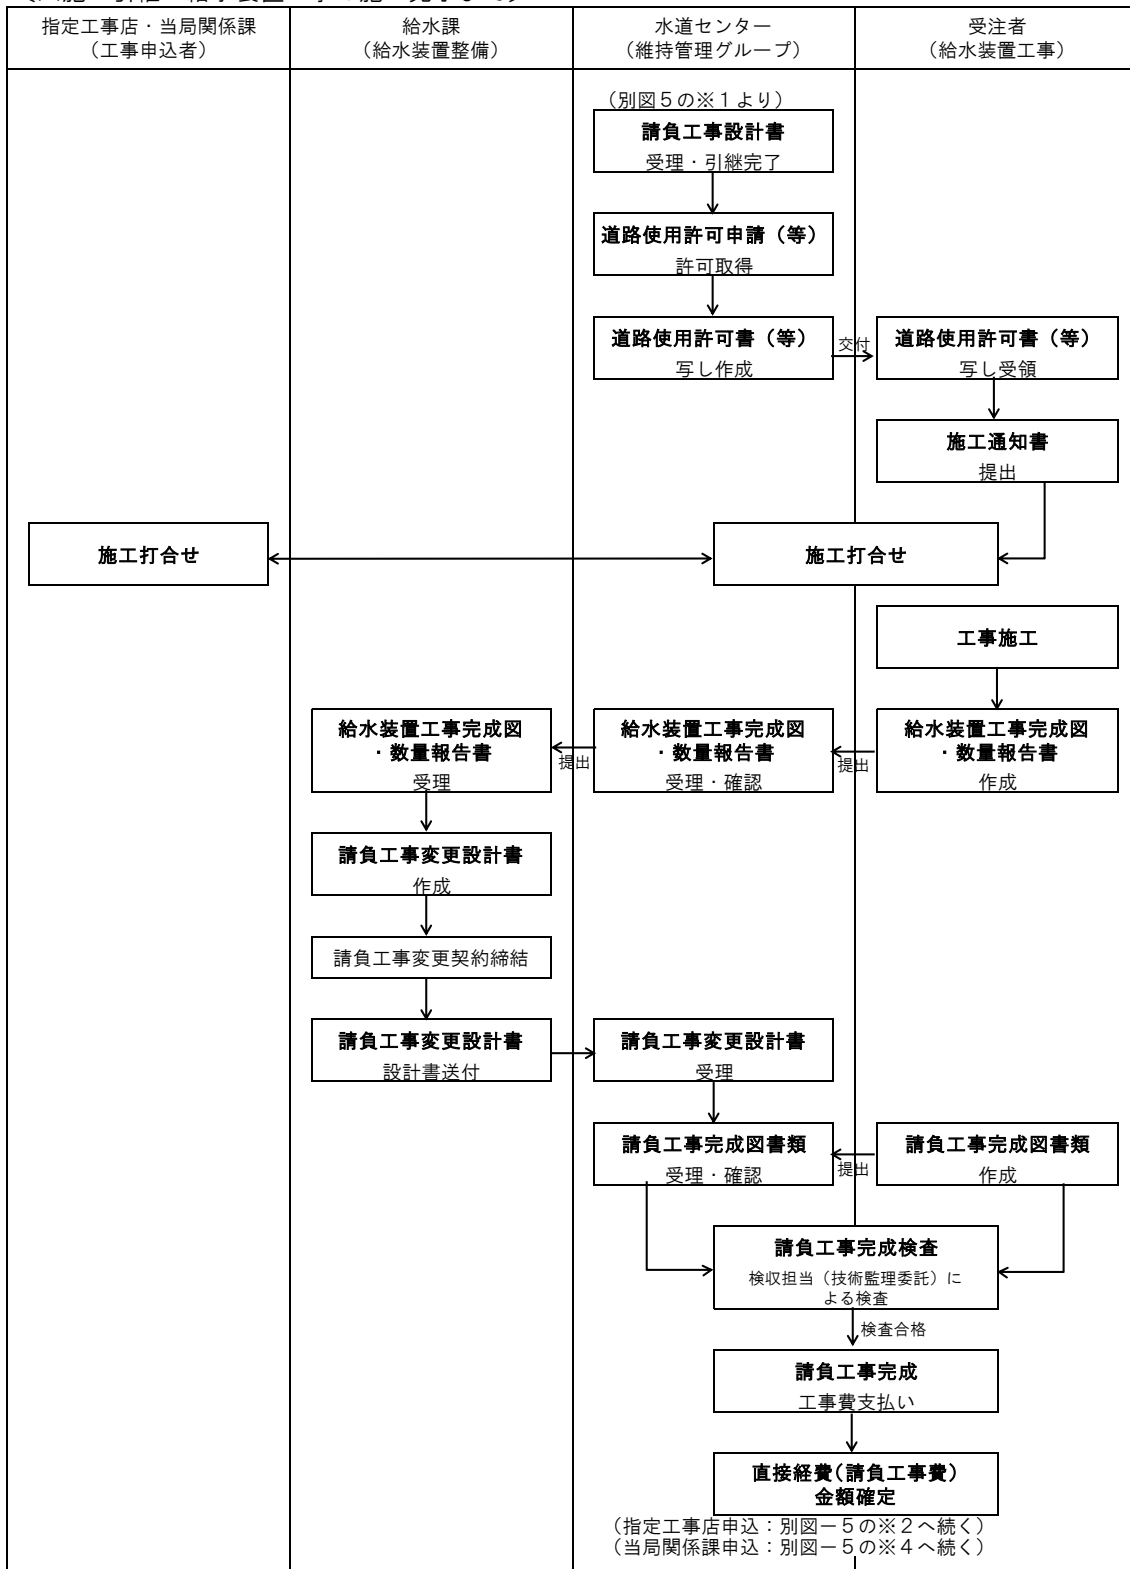 指定工事店・当局関係課
（工事申込者）
給水課
（給水装置整備）
水道センター
（維持管理グループ）
受注者
（給水装置工事）
（別図５の※１より）
請負工事設計書
受理・引継完了
道路使用許可申請（等）
許可取得
道路使用許可書（等）
写し作成
交付
道路使用許可書（等）
写し受領
施工通知書
提出
施工打合せ
施工打合せ
工事施工
給水装置工事完成図
・数量報告書
受理
提出
給水装置工事完成図
・数量報告書
受理・確認
提出
給水装置工事完成図
・数量報告書
作成
請負工事変更設計書
作成
請負工事変更契約締結
請負工事変更設計書
設計書送付
請負工事変更設計書
受理
請負工事完成図書類
受理・確認
提出
請負工事完成図書類
作成
請負工事完成検査
検収担当（技術監理委託）に
よる検査
検査合格
請負工事完成
工事費支払い
直接経費（請負工事費）
金額確定
（指定工事店申込：別図－５の※２へ続く）
（当局関係課申込：別図－５の※４へ続く）